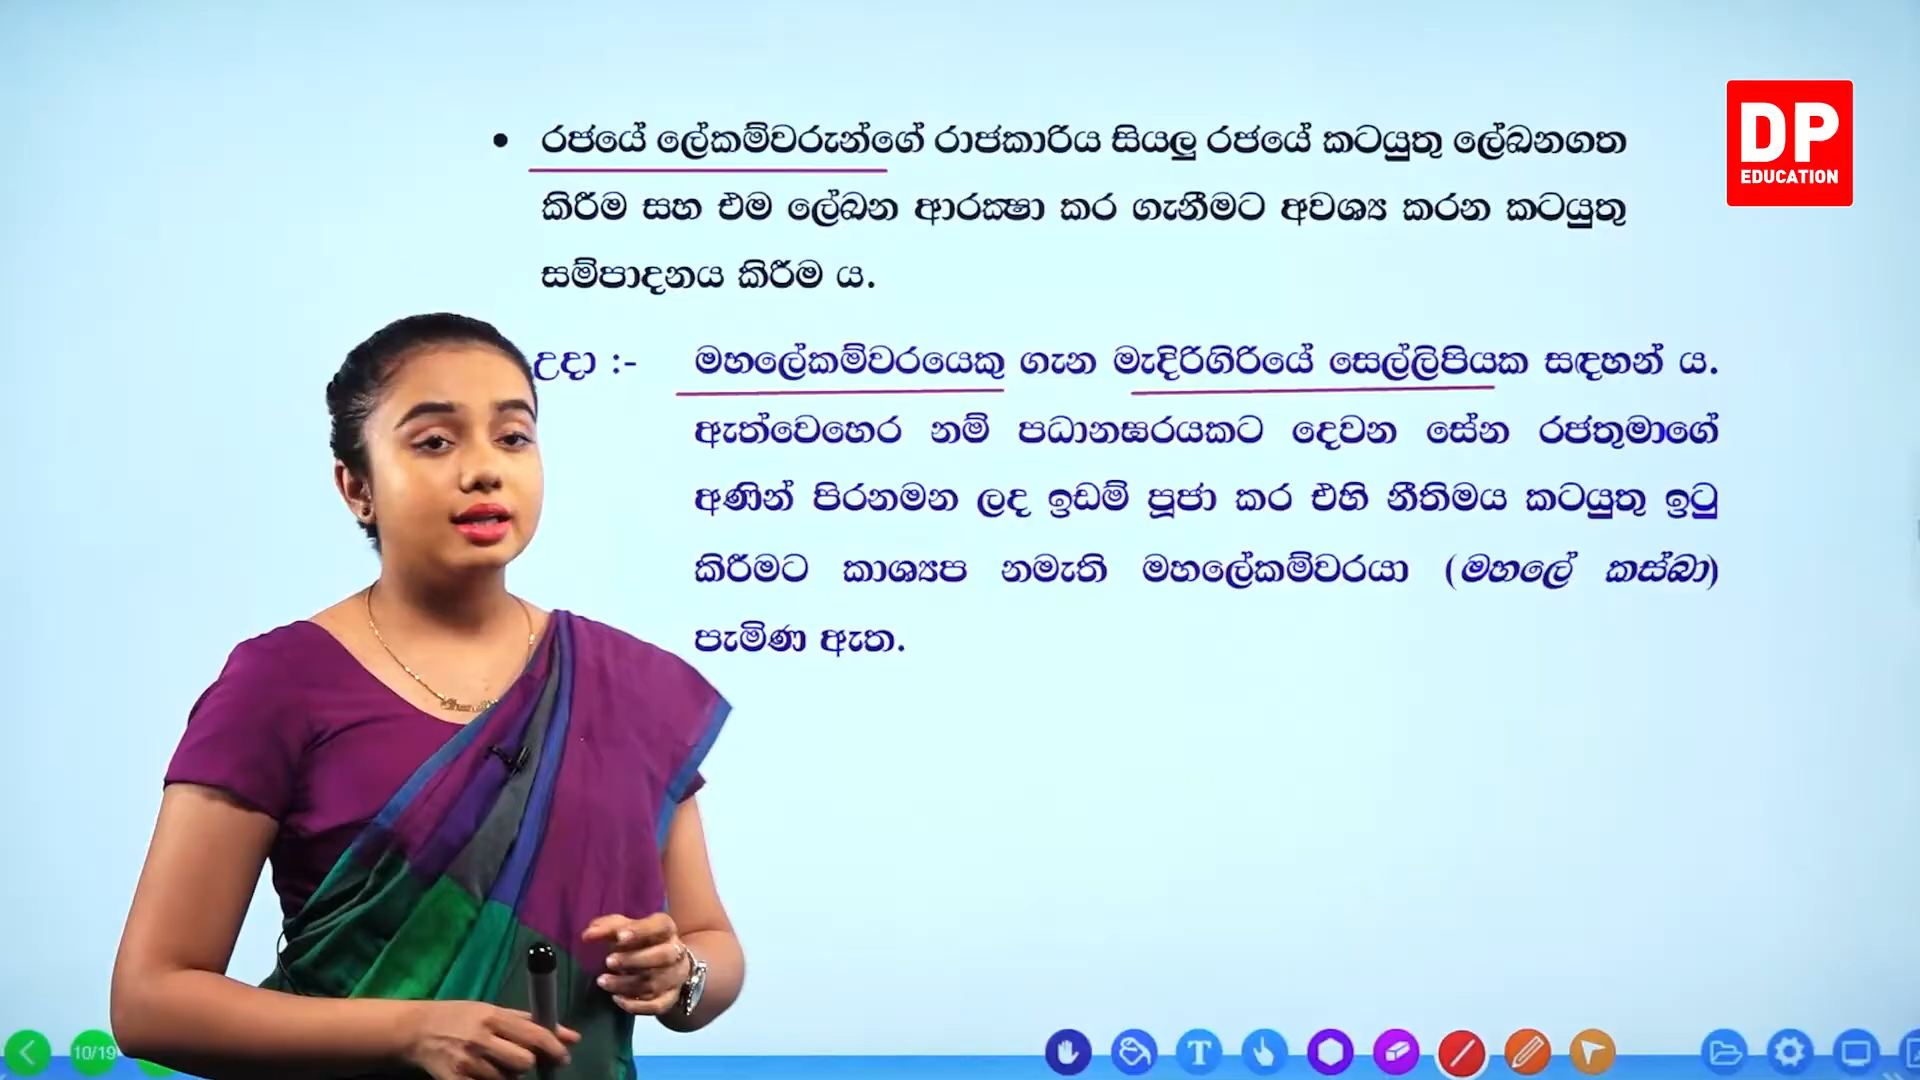 DP
EDUCATION
• රජයේ ලේකම්වරුන්ගේ රාජකාරිය සියලු රජයේ කටයුතු ලේඛනගත
කිරීම සහ එම ලේඛන ආරක්ෂා කර ගැනීමට අවශ්‍ය කරන කටයුතු
සම්පාදනය කිරීම ය.
උදා :- මහලේකම්වරයෙකු ගැන මැදිරිගිරියේ සෙල්ලිපියක සඳහන් ය.
ඇත්වෙහෙර නම් පධානඝරයකට දෙවන සේන රජතුමාගේ
අණින් පිරනමන ලද ඉඩම් පූජා කර එහි නීතිමය කටයුතු ඉටු
කිරීමට කාශ්‍යප නමැති මහලේකම්වරයා (මහලේ කස්බා)
පැමිණ ඇත.
10/19
T